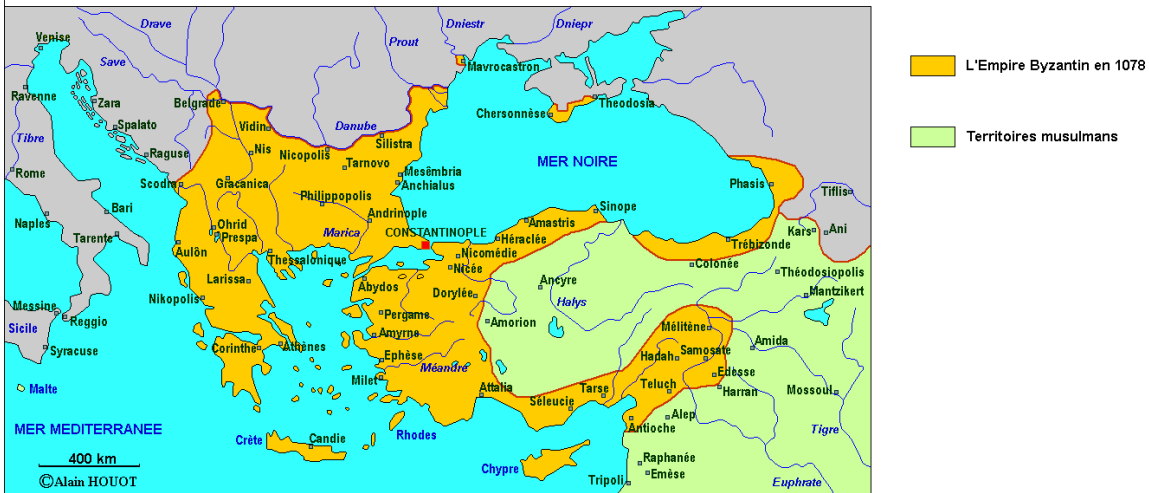 Drave
Dniestr
Dniepr
Venise
Prout
Save
Mavrocastron
L'Empire Byzantin en 1078
Ravenne
Zara
Belgrade
Theodosia
Chersonnèse
Spalato
Vidin
Danube
Silistra
Territoires musulmans
Tibre
Raguse
Nis
Nicopolis
Tarnovo
MER NOIRE
Rome
Mesêmbria
Scodra
Gracanica
Anchialus
Phasis
Tiflis
Philippopolis
Naples
Bari
Andrinople
Sinope
Amastris
Ohrid
Marica
CONSTANTINOPLE
Kars
Ani
Tarente
Prespa
Héraclée
Trébizonde
Aulôn
Thessalonique
Nicomédie
Nicée
Colonée
Théodosiopolis
Larissa
Abydos
Ancyre
Dorylée
Mantzikert
Nikopolis
Halys
Messine
Pergame
Reggio
Amorion
Sicile
Amyrne
Mélitène
Syracuse
Corinthe
Athènes
Amida
Ephèse
Hadah
Samosate
Méandre
Edesse
Malte
Milet
Attalia
Tarse
Teluch
Harran
Mossoul
Séleucie
Alep
Antioche
MER MEDITERRANEE
Rhodes
Tigre
Crète
Candie
400 km
Chypre
Raphanée
Emèse
©Alain HOUOT
Tripoli
Euphrate